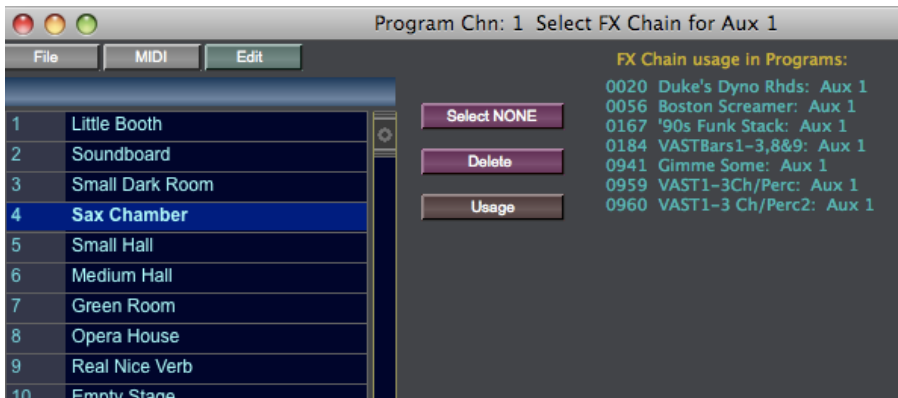 Program Chn: 1 Select FX Chain for Aux 1
File MIDI Edit
1 Little Booth
2 Soundboard
3 Small Dark Room
4 Sax Chamber
5 Small Hall
6 Medium Hall
7 Green Room
8 Opera House
9 Real Nice Verb
10 Empty Stage
Select NONE
Delete
Usage
FX Chain usage in Programs:
0020 Duke's Dyno Rhds: Aux 1
0056 Boston Screamer: Aux 1
0167 '90s Funk Stack: Aux 1
0184 VASTBars1-3,8&9: Aux 1
0941 Gimme Some: Aux 1
0959 VAST1-3Ch/Perc: Aux 1
0960 VAST1-3 Ch/Perc2: Aux 1